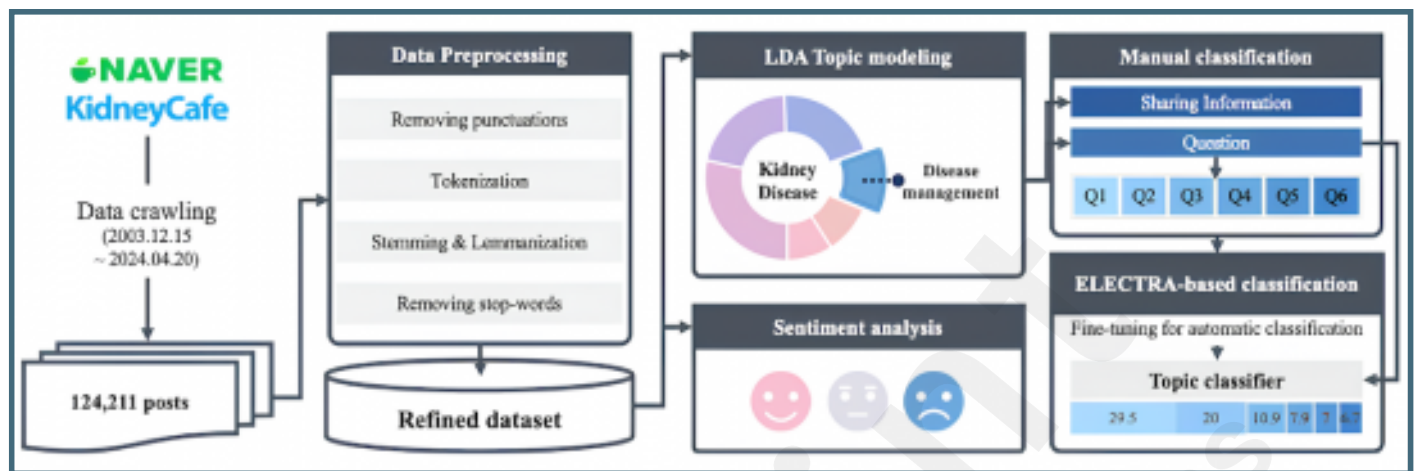 NAVER
KidneyCafe
Data crawling
(2003.12.15
~ 2024.04.20)
124,211 posts
Data Preprocessing
Removing punctuations
Tokenization
Stemming & Lemmanization
Removing stop-words
Refined dataset
LDA Topic modeling
Kidney
Disease
Disease
management
Sentiment analysis
Manual classification
Sharing Information
Question
Q1 Q2 Q3 Q4 Q5 Q6
ELECTRA-based classification
Fine-tuning for automatic classification
Topic classifier
29.5 20 10.9 7.9 7